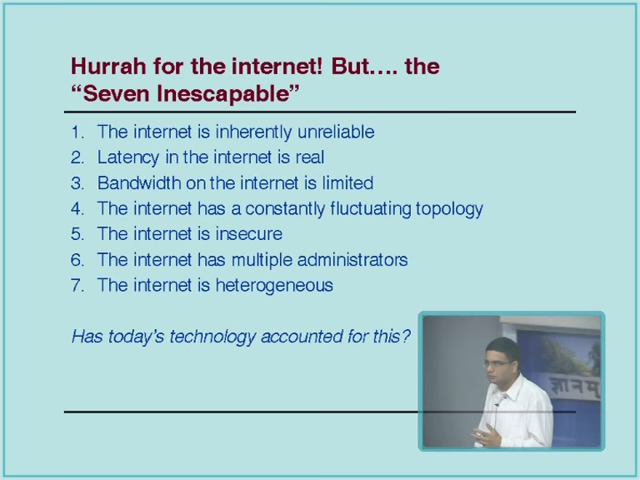 Hurrah for the internet! But.... the
“Seven Inescapable”
1. The internet is inherently unreliable
2. Latency in the internet is real
3. Bandwidth on the internet is limited
4. The internet has a constantly fluctuating topology
5. The internet is insecure
6. The internet has multiple administrators
7. The internet is heterogeneous
Has today’s technology accounted for this?